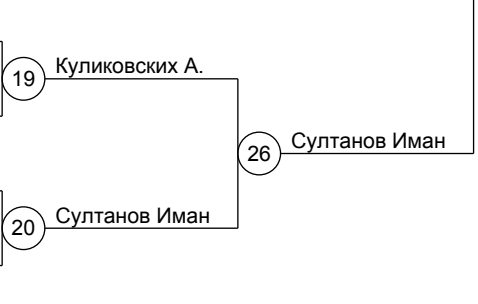 Куликовских А.
19
Султанов Иман
26
Султанов Иман
20